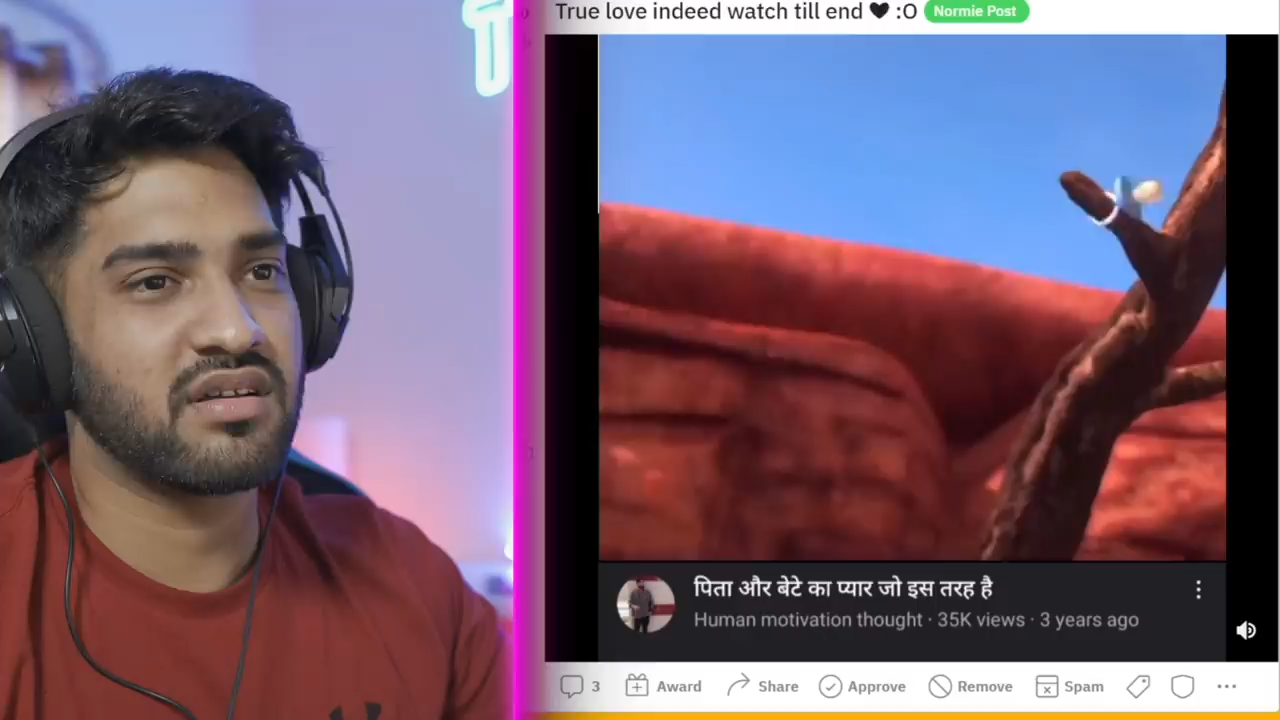 True love indeed watch till end 🖤 :O Normie Post
पिता और बेटे का प्यार जो इस तरह है
Human motivation thought · 35K views · 3 years ago
3 Award Share Approve Remove Spam